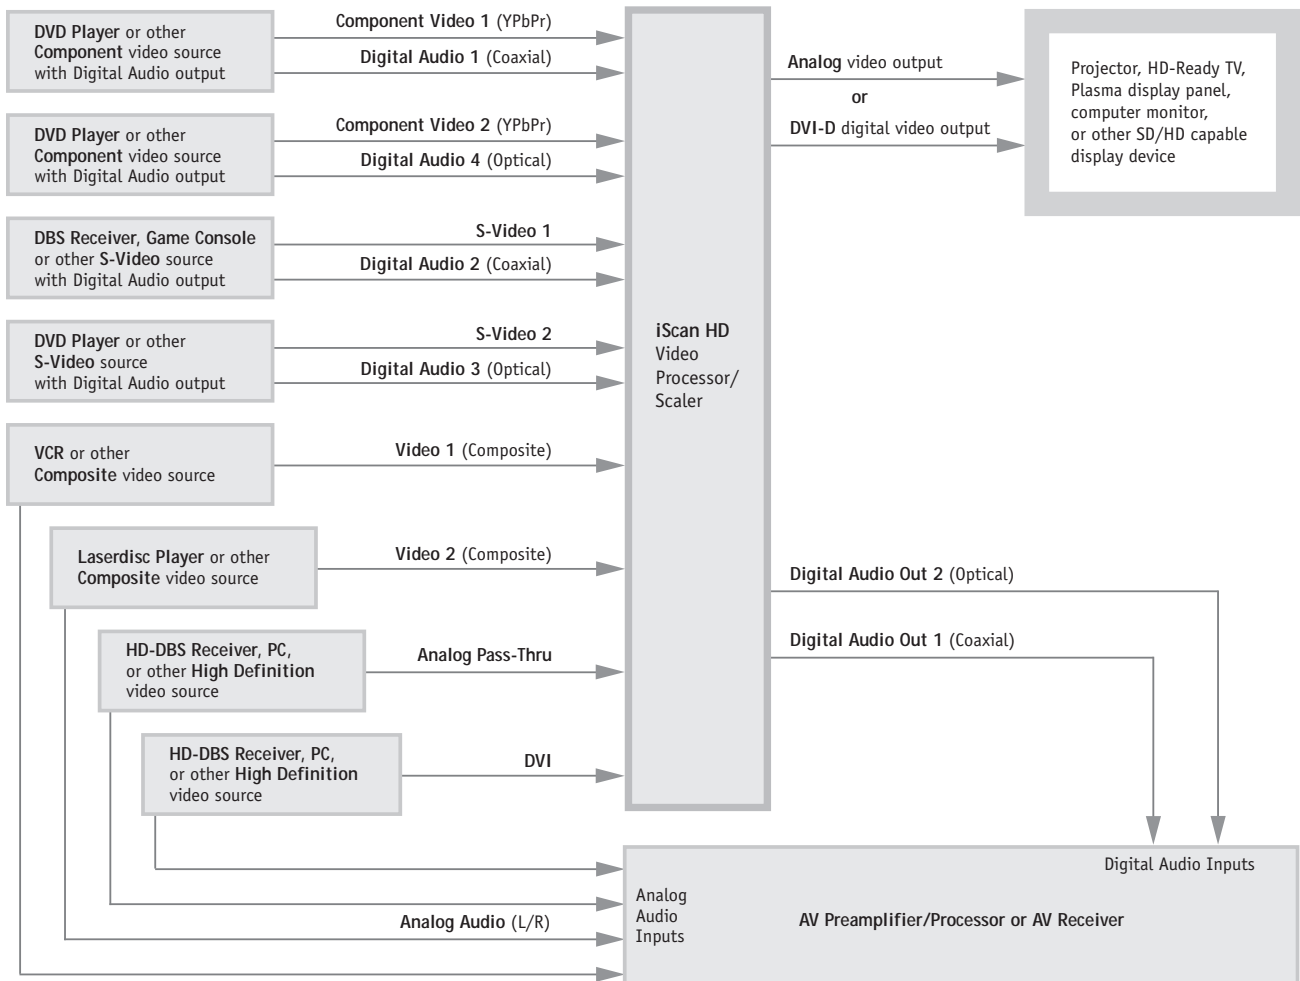 DVD Player or other
Component video source
with Digital Audio output
Component Video 1 (YPbPr)
Digital Audio 1 (Coaxial)
DVD Player or other
Component video source
with Digital Audio output
Component Video 2 (YPbPr)
Digital Audio 4 (Optical)
DBS Receiver, Game Console
or other S-Video source
with Digital Audio output
S-Video 1
Digital Audio 2 (Coaxial)
DVD Player or other
S-Video source
with Digital Audio output
S-Video 2
Digital Audio 3 (Optical)
VCR or other
Composite video source
Video 1 (Composite)
Laserdisc Player or other
Composite video source
Video 2 (Composite)
HD-DBS Receiver, PC,
or other High Definition
video source
Analog Pass-Thru
HD-DBS Receiver, PC,
or other High Definition
video source
DVI
iScan HD
Video
Processor/
Scaler
Analog video output
or
DVI-D digital video output
Projector, HD-Ready TV,
Plasma display panel,
computer monitor,
or other SD/HD capable
display device
Digital Audio Out 2 (Optical)
Digital Audio Out 1 (Coaxial)
Digital Audio Inputs
Analog Audio (L/R)
Analog
Audio
Inputs
AV Preamplifier/Processor or AV Receiver